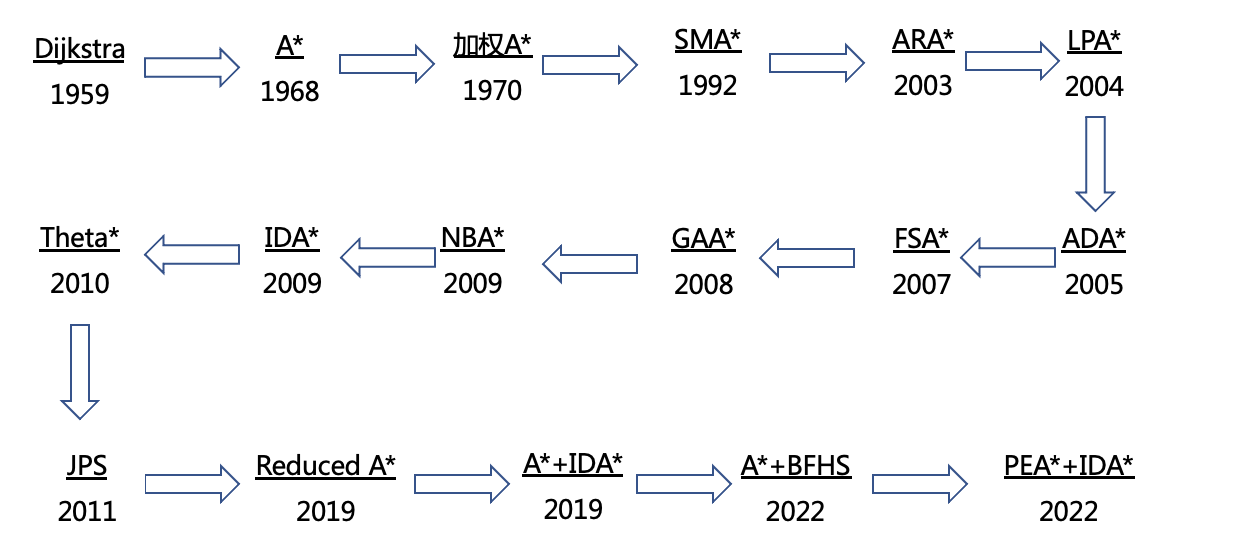 Dijkstra
1959
A*
1968
加权A*
1970
SMA*
1992
ARA*
2003
LPA*
2004
ADA*
2005
FSA*
2007
GAA*
2008
NBA*
2009
IDA*
2009
Theta*
2010
JPS
2011
Reduced A*
2019
A*+IDA*
2019
A*+BFHS
2022
PEA*+IDA*
2022